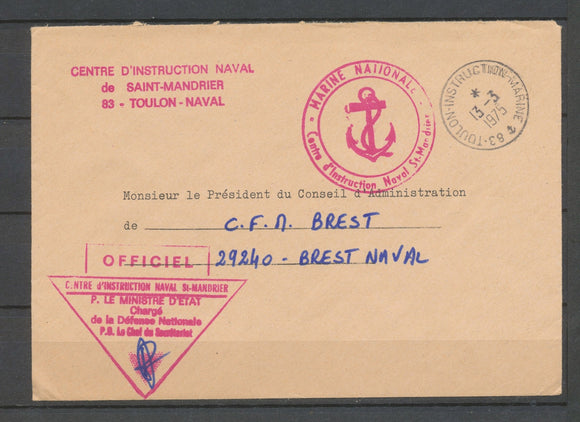 CENTRE D'INSTRUCTION NAVAL
de SAINT-MANDRIER
83 - TOULON-NAVAL
MARINE NATIONALE
Centre d'Instruction Naval St-Mandrier
83-TOULON-INSTRUCTION-MARINE
*
13-3
1975
Monsieur le Président du Conseil d'Administration
de C.F.M. BREST
OFFICIEL 29240 - BREST NAVAL
C.NTRE d'INSTRUCTION NAVAL St-MANDRIER
P. LE MINISTRE D'ETAT
Chargé
de la Défense Nationale
P.O. Le Chef du Secrétariat